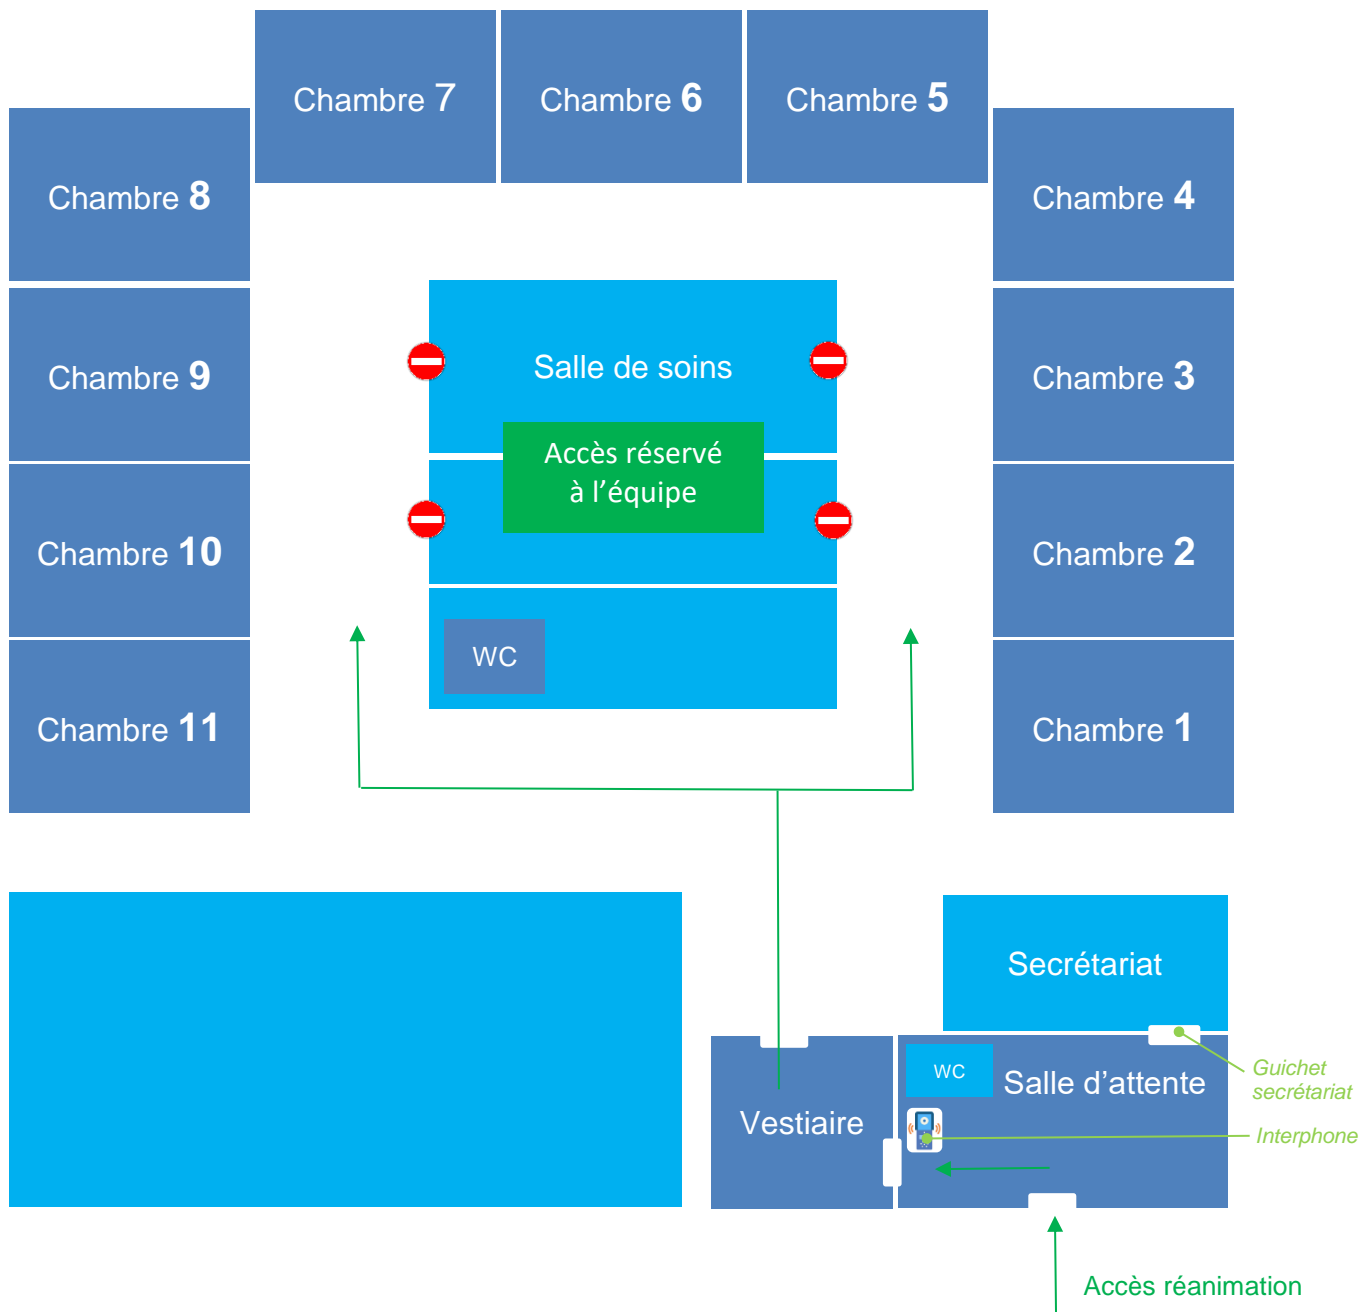 Chambre 7
Chambre 6
Chambre 5
Chambre 8
Chambre 4
Chambre 9
Salle de soins
Chambre 3
Accès réservé
à l’équipe
Chambre 10
Chambre 2
WC
Chambre 11
Chambre 1
Secrétariat
WC
Salle d’attente
Guichet
secrétariat
Vestiaire
Interphone
Accès réanimation